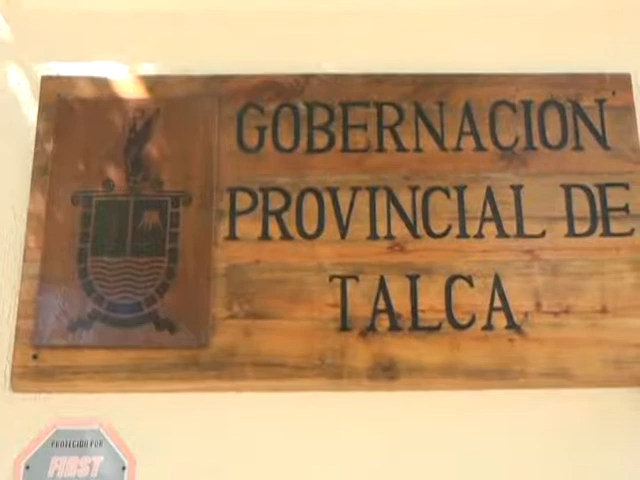 GOBERNACION
PROVINCIAL DE
TALCA
PROTEGIDO POR
FIRST